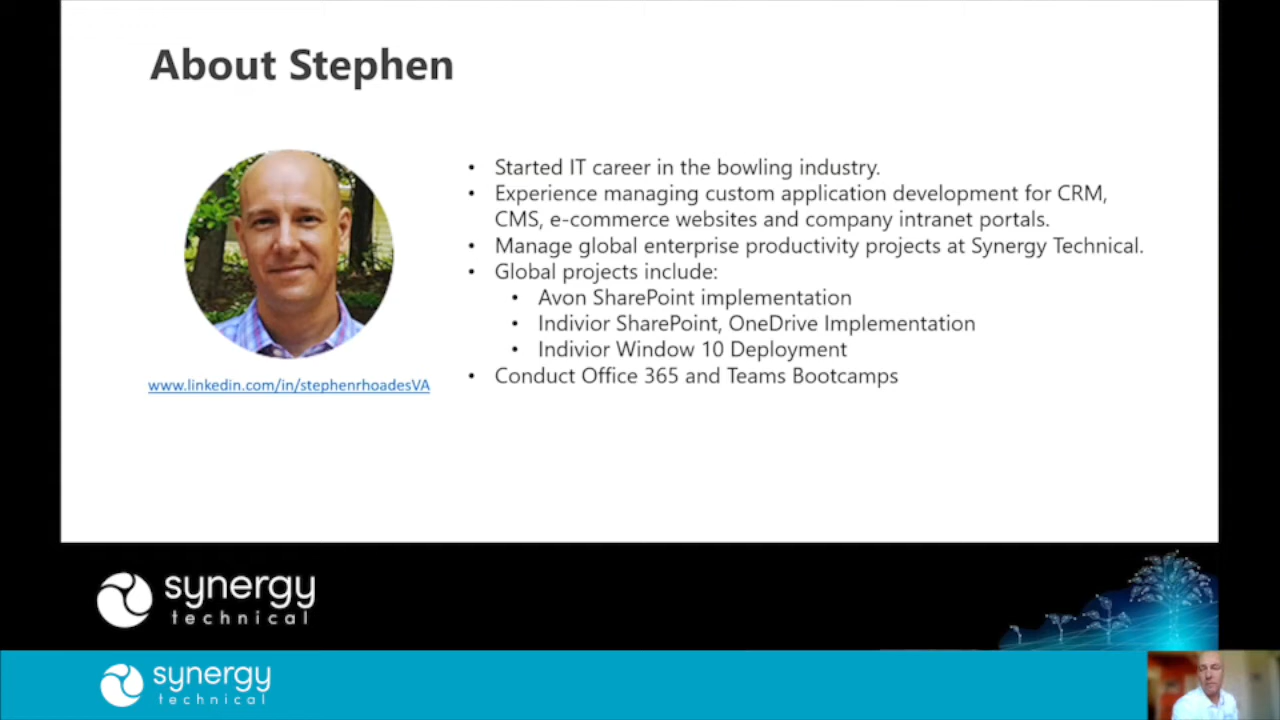 About Stephen
• Started IT career in the bowling industry.
• Experience managing custom application development for CRM,
CMS, e-commerce websites and company intranet portals.
• Manage global enterprise productivity projects at Synergy Technical.
• Global projects include:
• Avon SharePoint implementation
• Indivior SharePoint, OneDrive Implementation
• Indivior Window 10 Deployment
• Conduct Office 365 and Teams Bootcamps
www.linkedin.com/in/stephenrhoadesVA
synergy
technical
synergy
technical